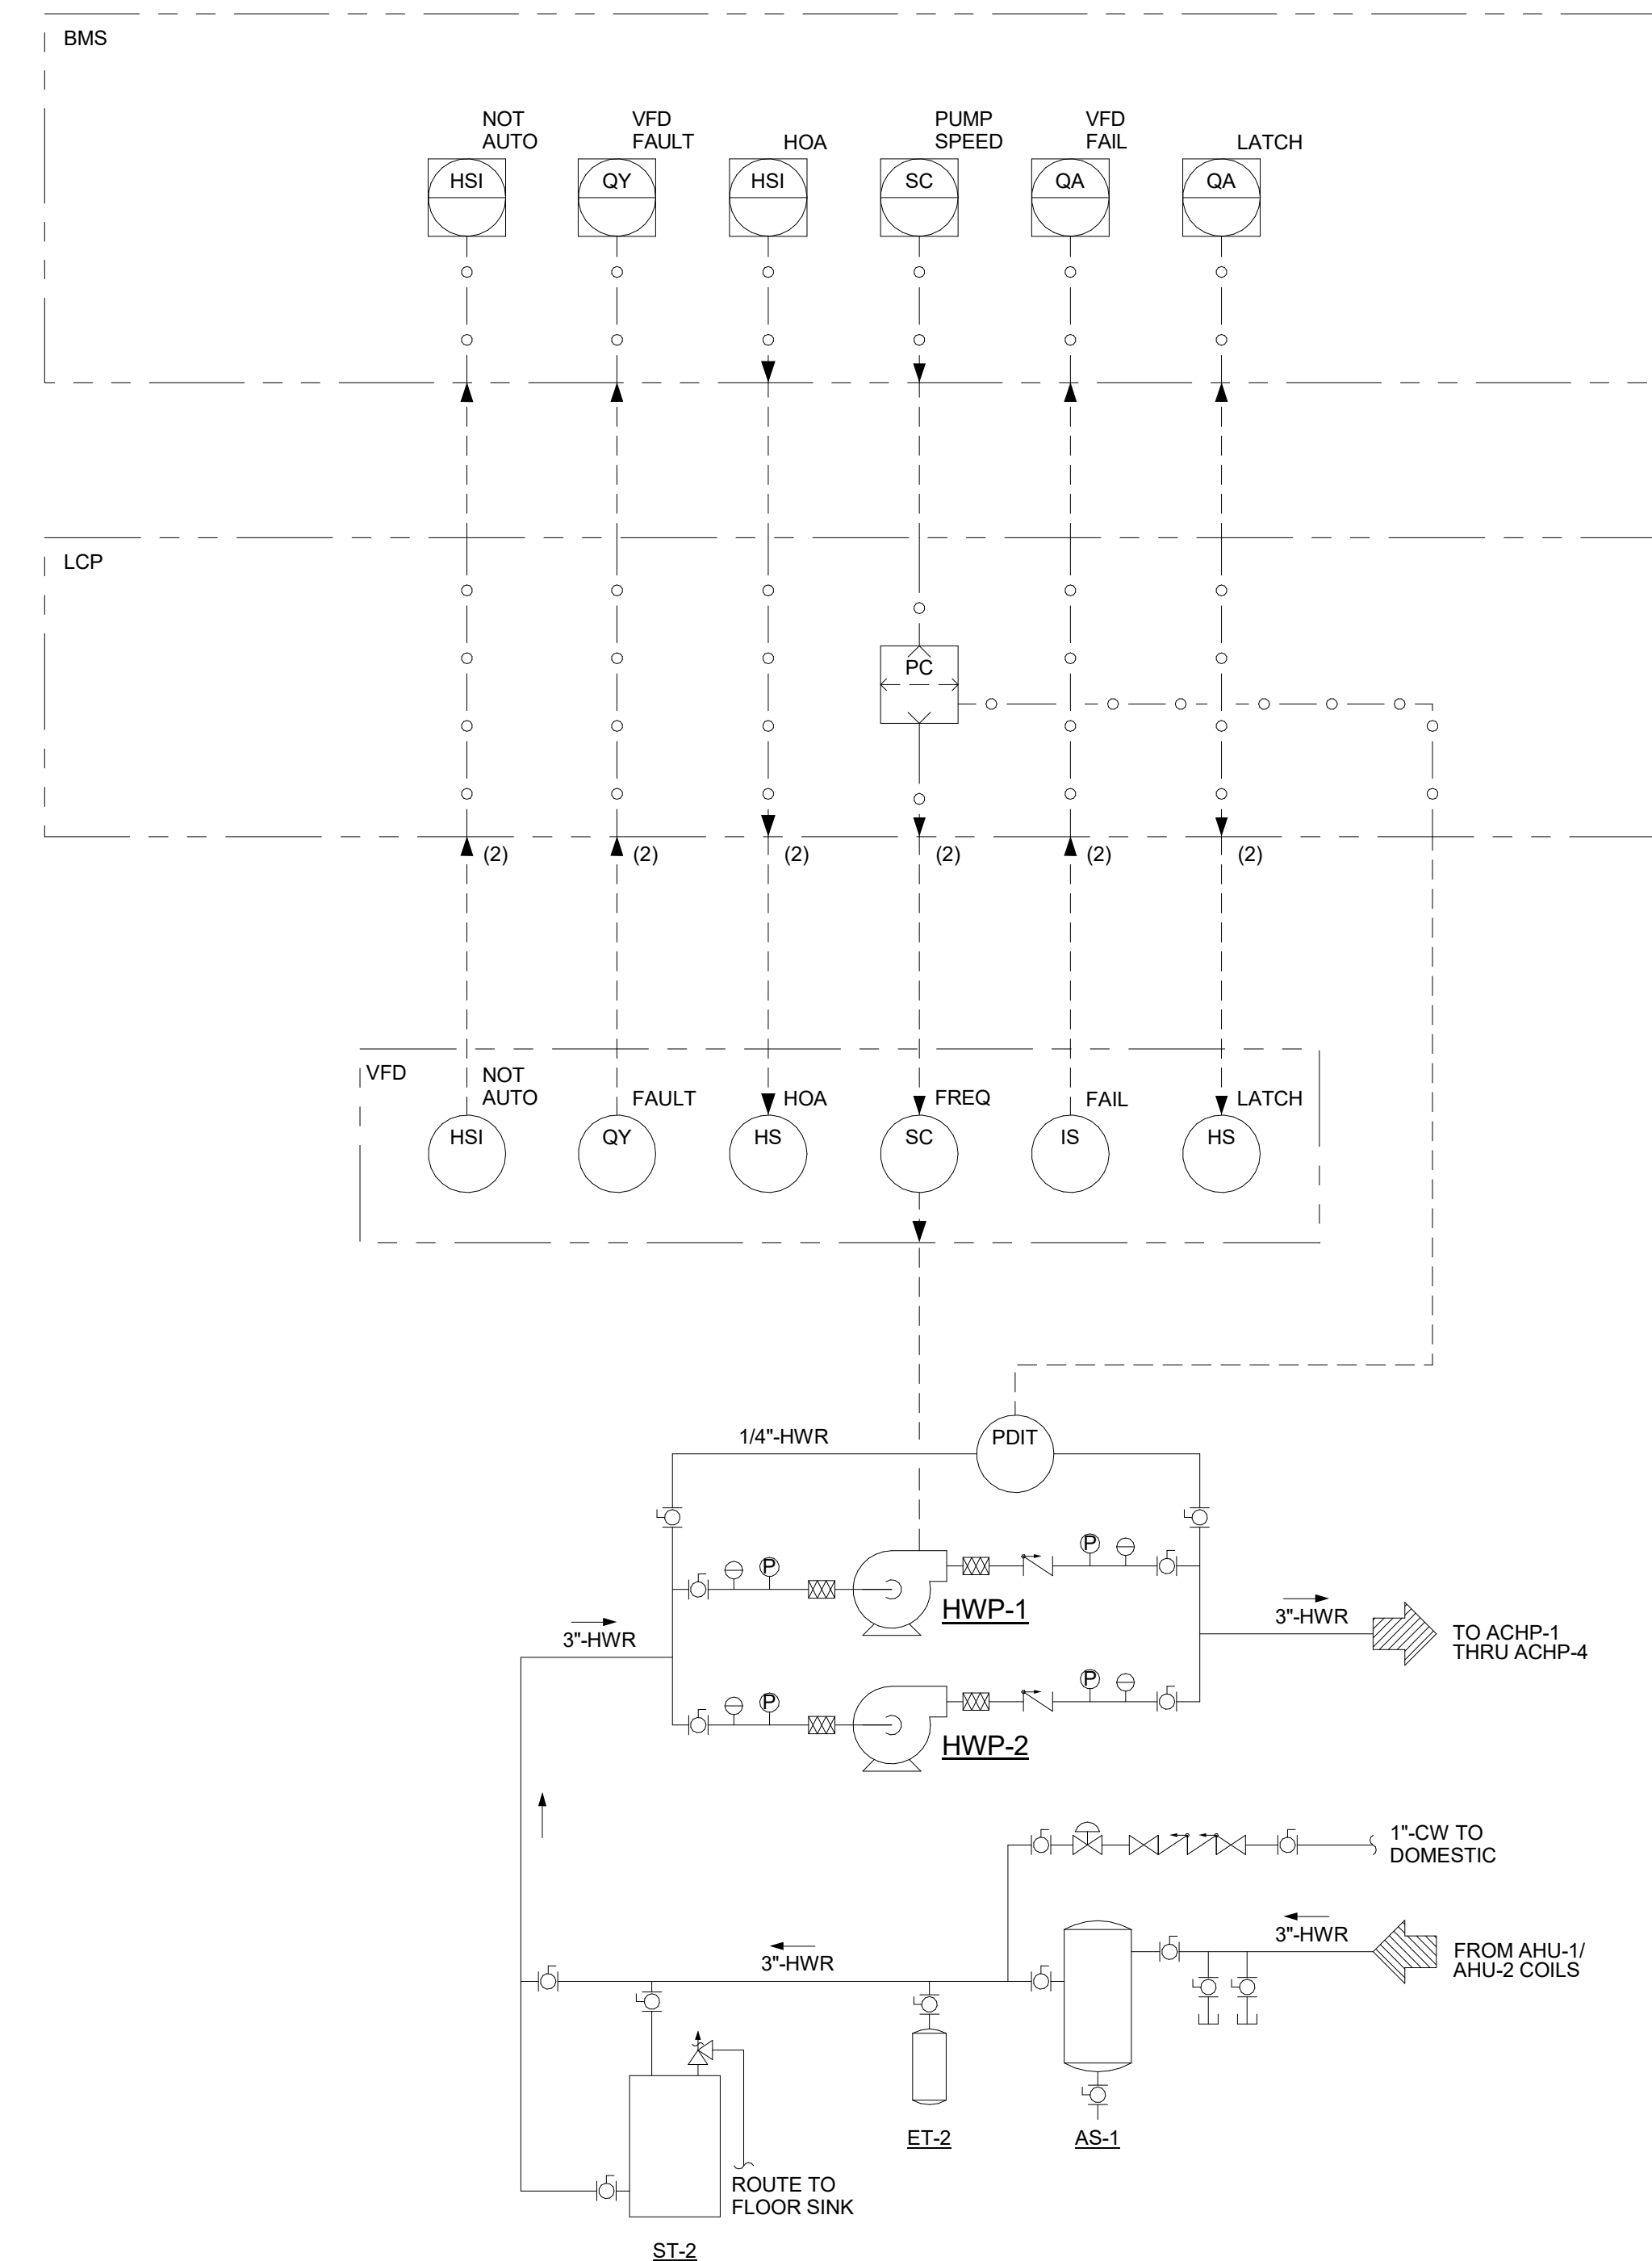 BMS
NOT
AUTO
VFD
FAULT
HOA
PUMP
SPEED
VFD
FAIL
LATCH
HSI
QY
HSI
SC
QA
QA
LCP
PC
(2)
(2)
(2)
(2)
(2)
(2)
VFD
NOT
AUTO
FAULT
HOA
FREQ
FAIL
LATCH
HSI
QY
HS
SC
IS
HS
1/4"-HWR
PDIT
P
P
HWP-1
3"-HWR
3"-HWR
TO ACHP-1
THRU ACHP-4
P
P
HWP-2
1"-CW TO
DOMESTIC
3"-HWR
3"-HWR
FROM AHU-1/
AHU-2 COILS
ET-2
AS-1
ROUTE TO
FLOOR SINK
ST-2